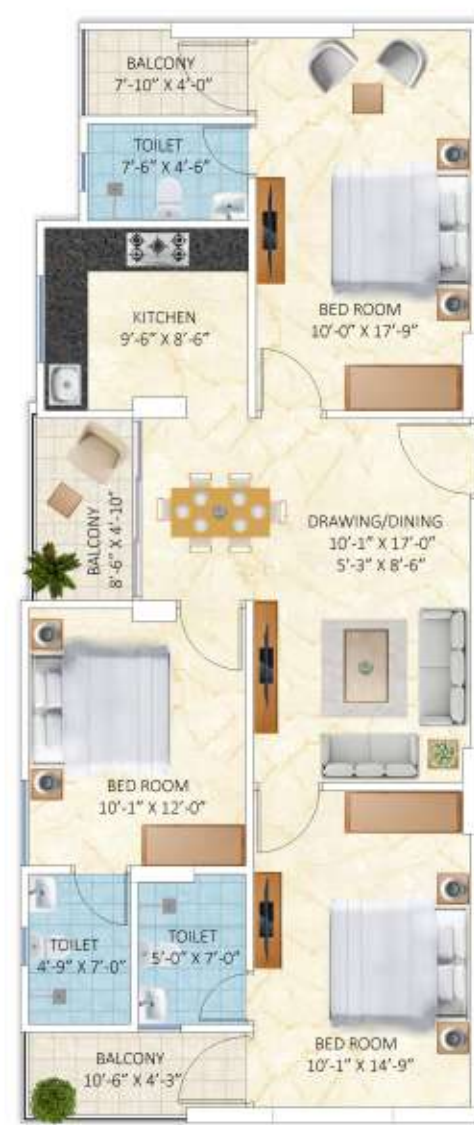 BALCONY
7'-10" X 4'-0"
TOILET
7'-6" X 4'-6"
KITCHEN
9'-6" X 8'-6"
BED ROOM
10'-0" X 17'-9"
BALCONY
8'-6" X 4'-10"
DRAWING/DINING
10'-1" X 17'-0"
5'-3" X 8'-6"
BED ROOM
10'-1" X 12'-0"
TOILET
4'-9" X 7'-0"
TOILET
5'-0" X 7'-0"
BED ROOM
10'-1" X 14'-9"
BALCONY
10'-6" X 4'-3"